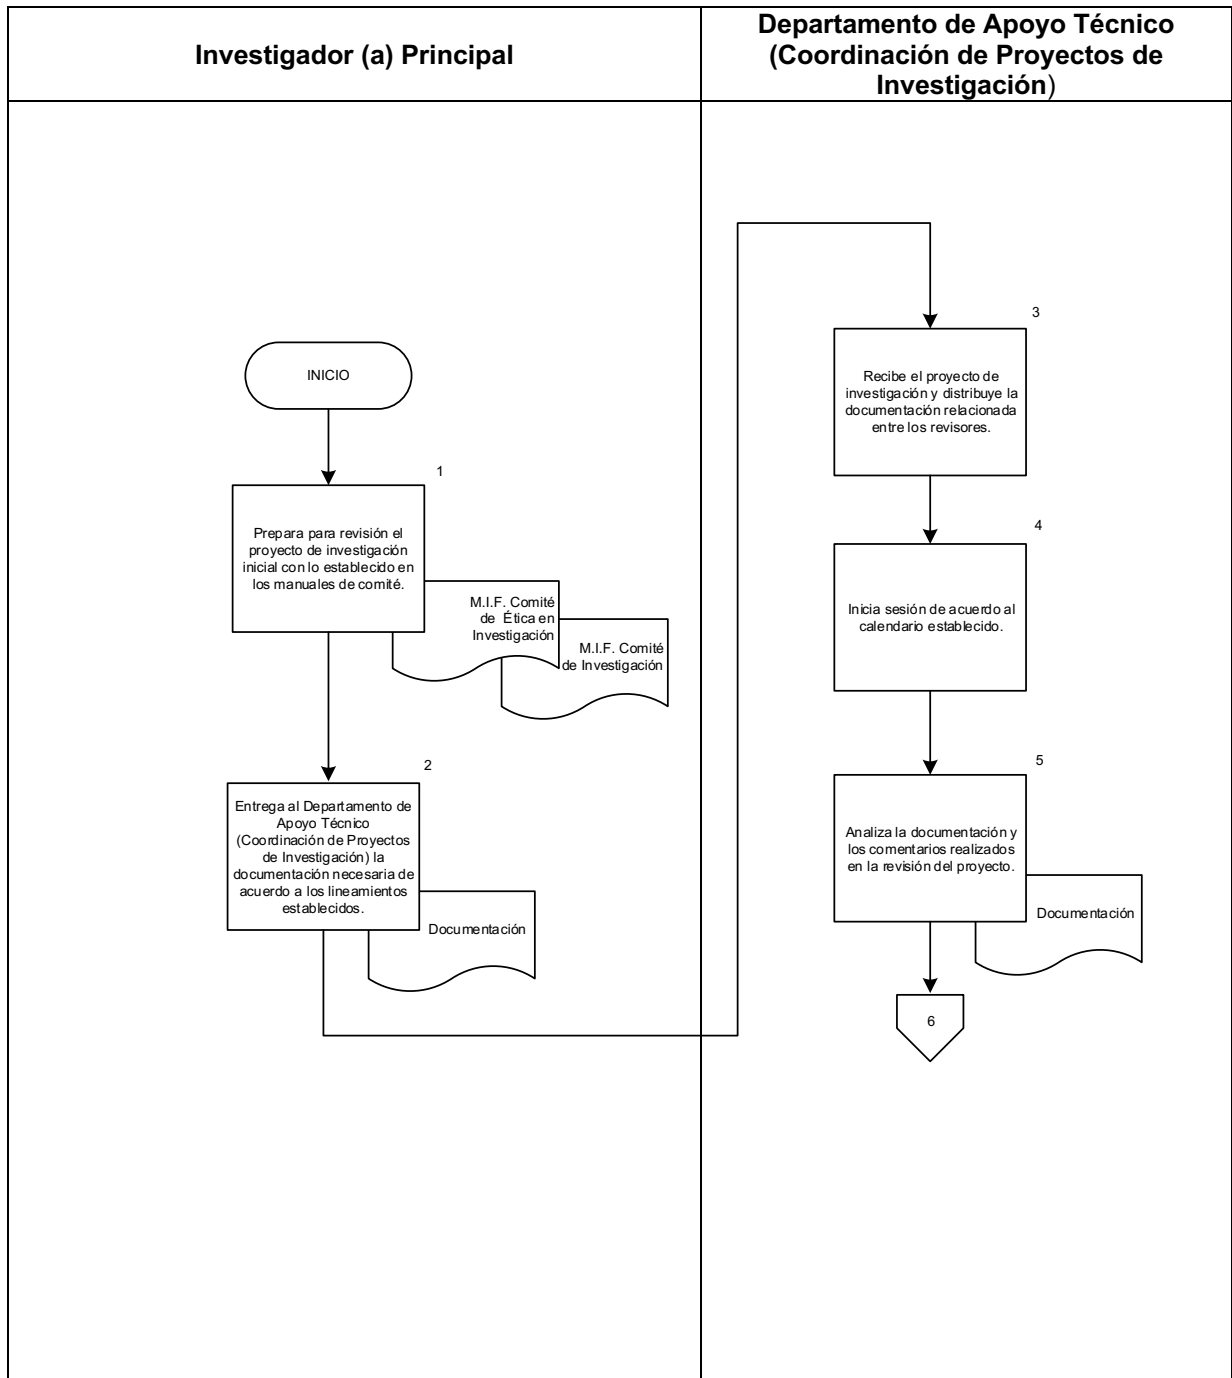 Investigador (a) Principal
Departamento de Apoyo Técnico
(Coordinación de Proyectos de
Investigación)
INICIO
1
Prepara para revisión el
proyecto de investigación
inicial con lo establecido en
los manuales de comité.
M.I.F. Comité
de Ética en
Investigación
M.I.F. Comité
de Investigación
2
Entrega al Departamento de
Apoyo Técnico
(Coordinación de Proyectos
de Investigación) la
documentación necesaria de
acuerdo a los lineamientos
establecidos.
Documentación
3
Recibe el proyecto de
investigación y distribuye la
documentación relacionada
entre los revisores.
4
Inicia sesión de acuerdo al
calendario establecido.
5
Analiza la documentación y
los comentarios realizados
en la revisión del proyecto.
Documentación
6